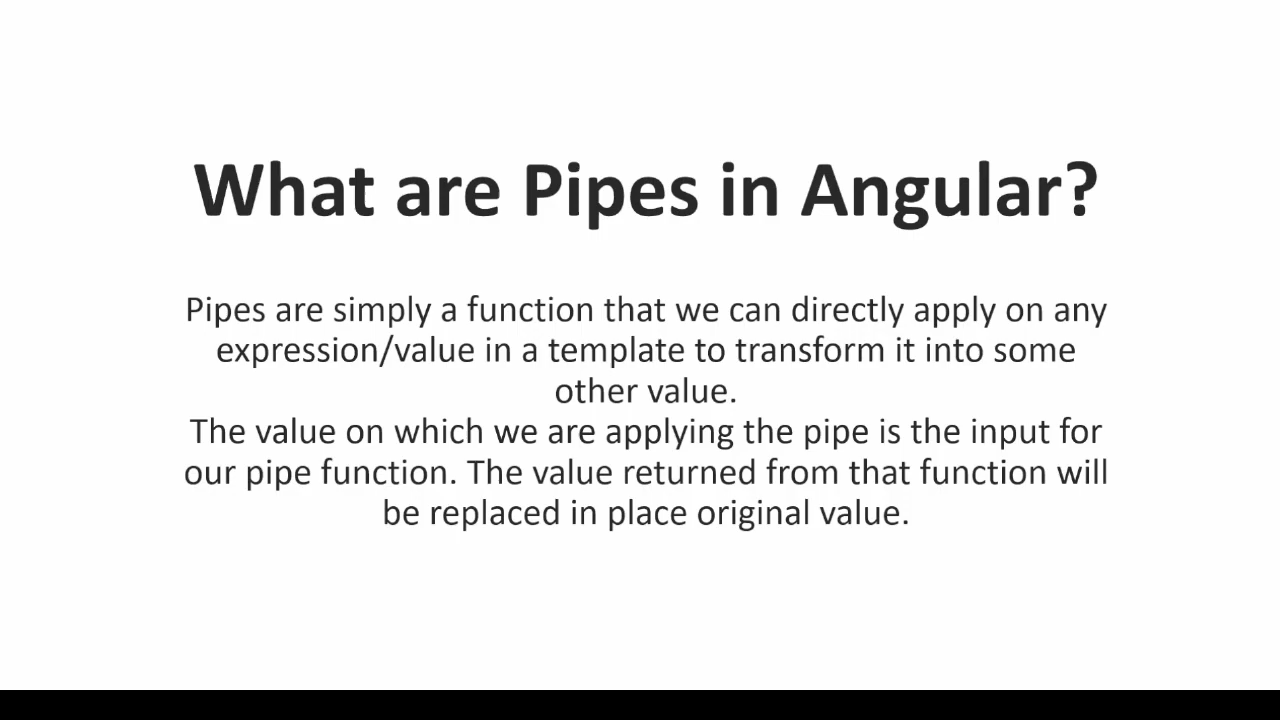 What are Pipes in Angular?
Pipes are simply a function that we can directly apply on any
expression/value in a template to transform it into some
other value.
The value on which we are applying the pipe is the input for
our pipe function. The value returned from that function will
be replaced in place original value.